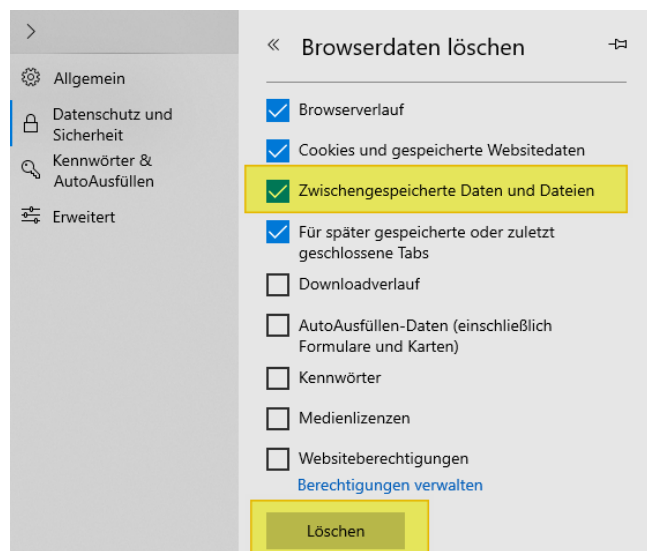 Allgemein
Datenschutz und
Sicherheit
Kennwörter &
AutoAusfüllen
Erweitert
Browserdaten löschen
Browserverlauf
Cookies und gespeicherte Websitedaten
Zwischengespeicherte Daten und Dateien
Für später gespeicherte oder zuletzt
geschlossene Tabs
Downloadverlauf
AutoAusfüllen-Daten (einschließlich
Formulare und Karten)
Kennwörter
Medienlizenzen
Websiteberechtigungen
Berechtigungen verwalten
Löschen